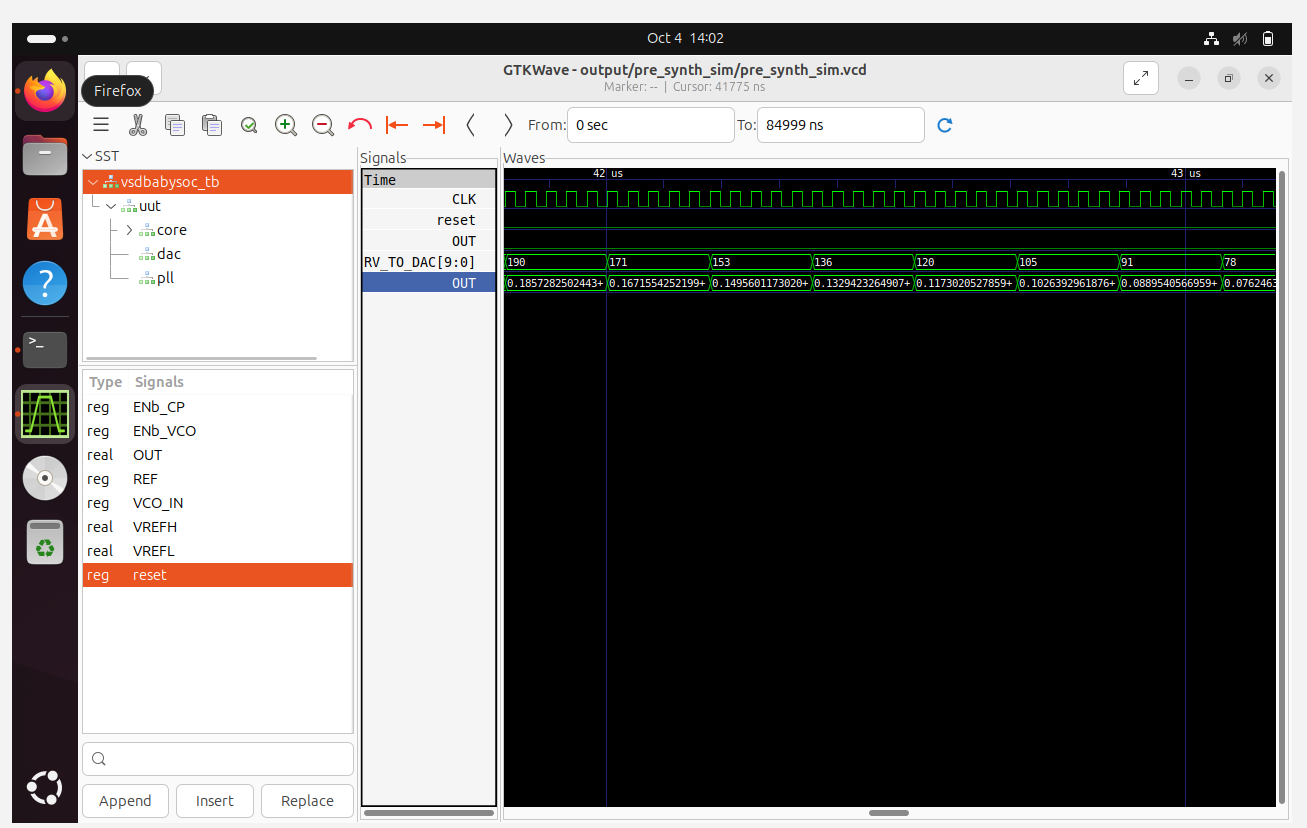 Oct 4 14:02
GTKWave - output/pre_synth_sim/pre_synth_sim.vcd
Marker: -- | Cursor: 41775 ns
Firefox
From: 0 sec To: 84999 ns
SST
vsdbabysoc_tb
uut
core
dac
pll
Type Signals
reg ENb_CP
reg ENb_VCO
real OUT
reg REF
reg VCO_IN
real VREFH
real VREFL
reg reset
Append Insert Replace
Signals
Time
CLK
reset
OUT
RV_TO_DAC[9:0]
OUT
Waves
42 us 43 us
190 171 153 136 120 105 91 78
0.1857282502443+ 0.1671554252199+ 0.1495601173020+ 0.1329423264907+ 0.1173020527859+ 0.1026392961876+ 0.0889540566959+ 0.0762463